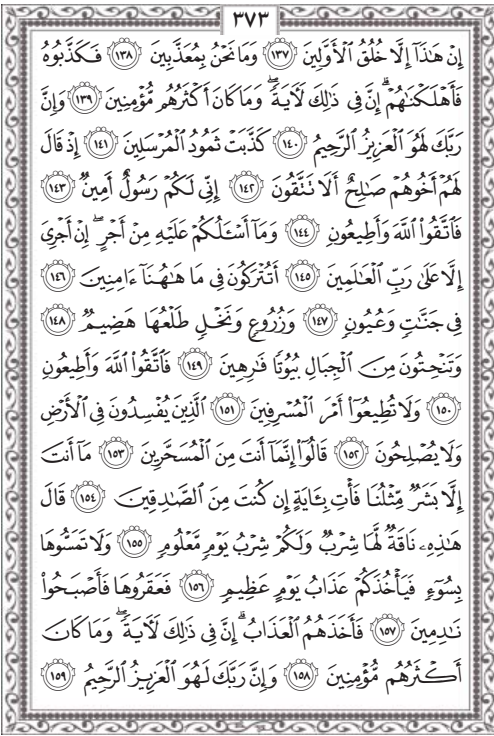 ٣٧٣
إِنْ هَٰذَآ إِلَّا خُلُقُ ٱلْأَوَّلِينَ ١٣٧ وَمَا نَحْنُ بِمُعَذَّبِينَ ١٣٨ فَكَذَّبُوهُ
فَأَهْلَكْنَٰهُمْ ۗ إِنَّ فِى ذَٰلِكَ لَءَايَةً ۖ وَمَا كَانَ أَكْثَرُهُم مُّؤْمِنِينَ ١٣٩ وَإِنَّ
رَبَّكَ لَهُوَ ٱلْعَزِيزُ ٱلرَّحِيمُ ١٤٠ كَذَّبَتْ ثَمُودُ ٱلْمُرْسَلِينَ ١٤١ إِذْ قَالَ
لَهُمْ أَخُوهُمْ صَٰلِحٌ أَلَا تَتَّقُونَ ١٤٢ إِنِّى لَكُمْ رَسُولٌ أَمِينٌ ١٤٣
فَٱتَّقُوا۟ ٱللَّهَ وَأَطِيعُونِ ١٤٤ وَمَآ أَسْـَٔلُكُمْ عَلَيْهِ مِنْ أَجْرٍ ۖ إِنْ أَجْرِىَ
إِلَّا عَلَىٰ رَبِّ ٱلْعَٰلَمِينَ ١٤٥ أَتُتْرَكُونَ فِى مَا هَٰهُنَآ ءَامِنِينَ ١٤٦
فِى جَنَّٰتٍ وَعُيُونٍ ١٤٧ وَزُرُوعٍ وَنَخْلٍ طَلْعُهَا هَضِيمٌ ١٤٨
وَتَنْحِتُونَ مِنَ ٱلْجِبَالِ بُيُوتًا فَٰرِهِينَ ١٤٩ فَٱتَّقُوا۟ ٱللَّهَ وَأَطِيعُونِ
١٥٠ وَلَا تُطِيعُوٓا۟ أَمْرَ ٱلْمُسْرِفِينَ ١٥١ ٱلَّذِينَ يُفْسِدُونَ فِى ٱلْأَرْضِ
وَلَا يُصْلِحُونَ ١٥٢ قَالُوٓا۟ إِنَّمَآ أَنتَ مِنَ ٱلْمُسَحَّرِينَ ١٥٣ مَآ أَنتَ
إِلَّا بَشَرٌ مِّثْلُنَا فَأْتِ بِـَٔايَةٍ إِن كُنتَ مِنَ ٱلصَّٰدِقِينَ ١٥٤ قَالَ
هَٰذِهِۦ نَاقَةٌ لَّهَا شِرْبٌ وَلَكُمْ شِرْبُ يَوْمٍ مَّعْلُومٍ ١٥٥ وَلَا تَمَسُّوهَا
بِسُوٓءٍ فَيَأْخُذَكُمْ عَذَابُ يَوْمٍ عَظِيمٍ ١٥٦ فَعَقَرُوهَا فَأَصْبَحُوا۟
نَٰدِمِينَ ١٥٧ فَأَخَذَهُمُ ٱلْعَذَابُ ۗ إِنَّ فِى ذَٰلِكَ لَءَايَةً ۖ وَمَا كَانَ
أَكْثَرُهُم مُّؤْمِنِينَ ١٥٨ وَإِنَّ رَبَّكَ لَهُوَ ٱلْعَزِيزُ ٱلرَّحِيمُ ١٥٩